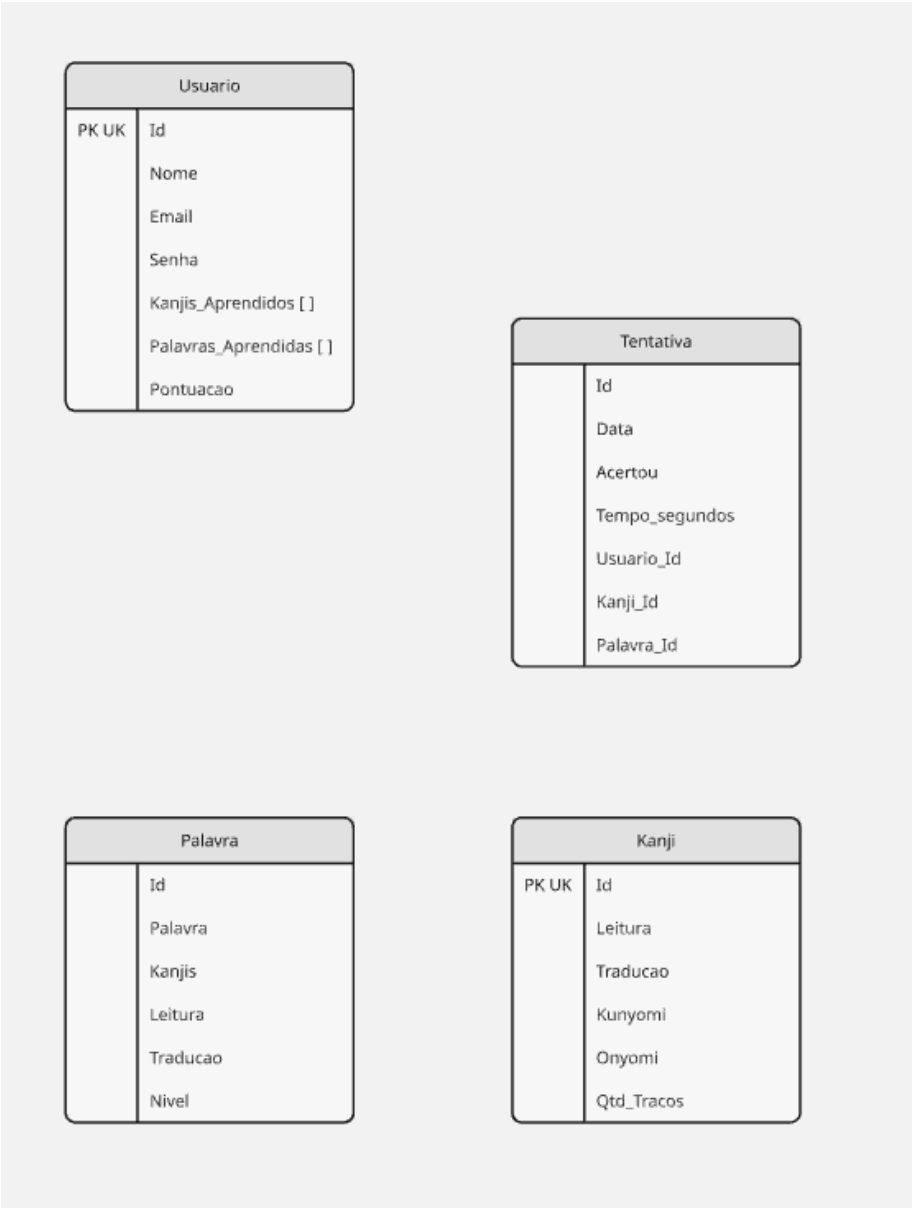 Usuario
PK UK Id
Nome
Email
Senha
Kanjis_Aprendidos [ ]
Palavras_Aprendidas [ ]
Pontuacao
Tentativa
Id
Data
Acertou
Tempo_segundos
Usuario_Id
Kanji_Id
Palavra_Id
Palavra
Id
Palavra
Kanjis
Leitura
Traducao
Nivel
Kanji
PK UK Id
Leitura
Traducao
Kunyomi
Onyomi
Qtd_Tracos